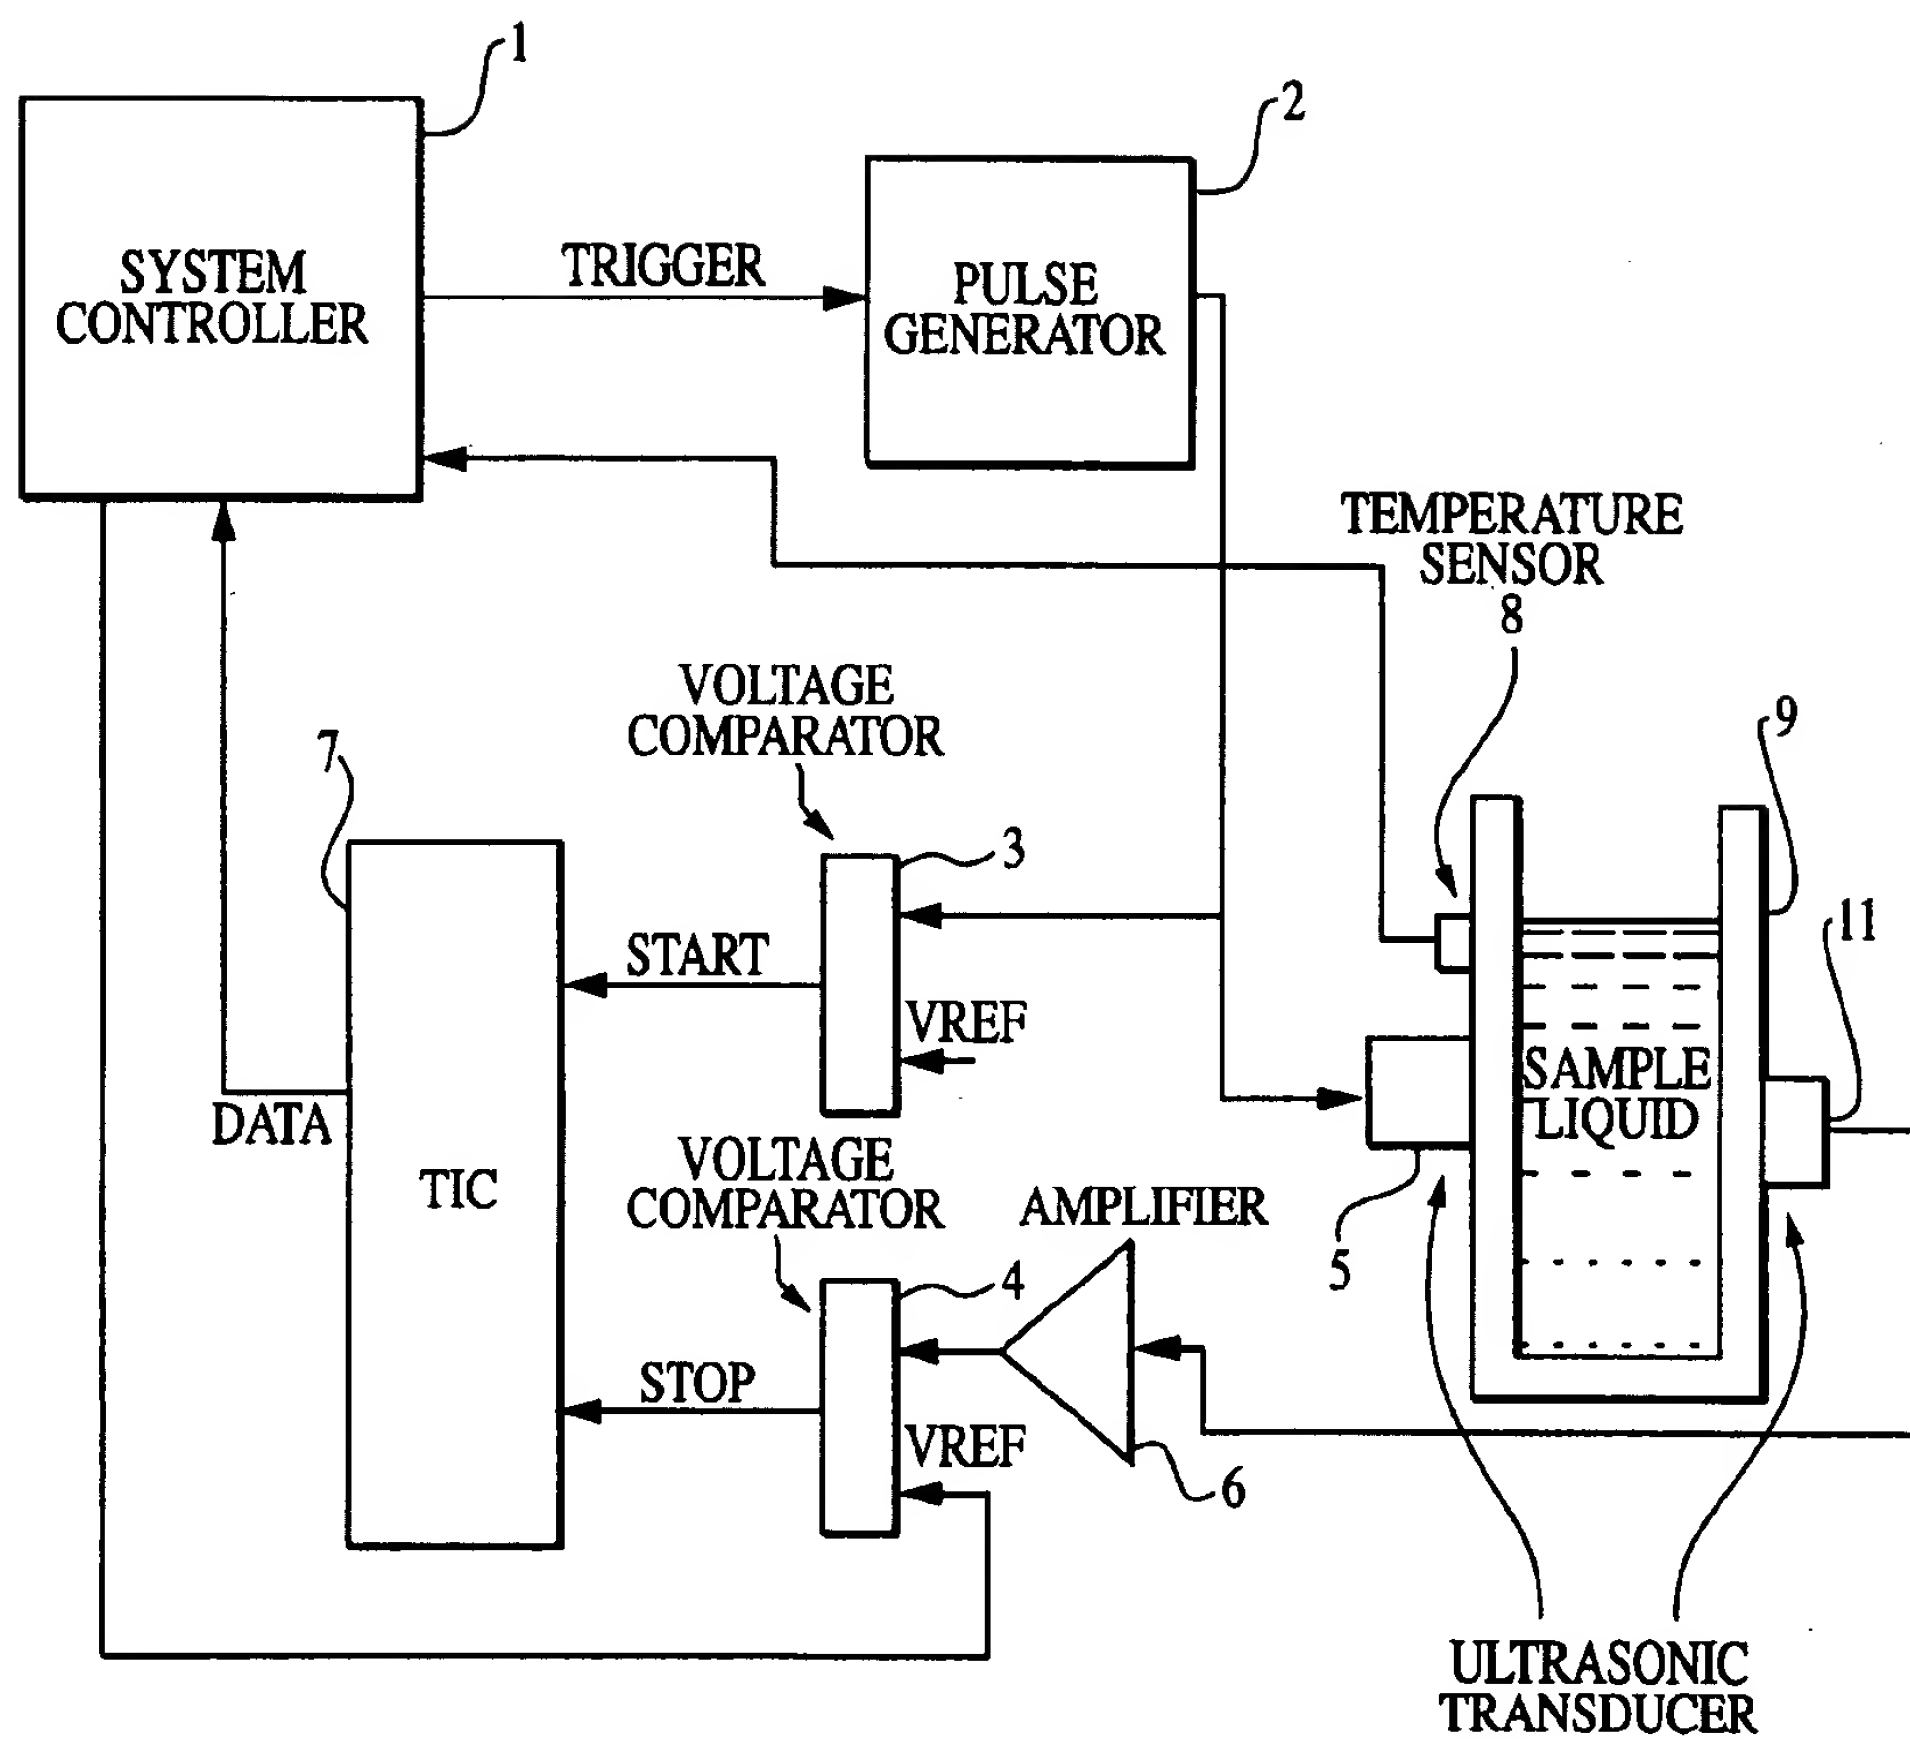 1
2
SYSTEM
CONTROLLER
TRIGGER
PULSE
GENERATOR
TEMPERATURE
SENSOR
8
VOLTAGE
COMPARATOR
7
9
3
11
START
VREF
SAMPLE
LIQUID
DATA
TIC
VOLTAGE
COMPARATOR
AMPLIFIER
5
4
STOP
VREF
6
ULTRASONIC
TRANSDUCER